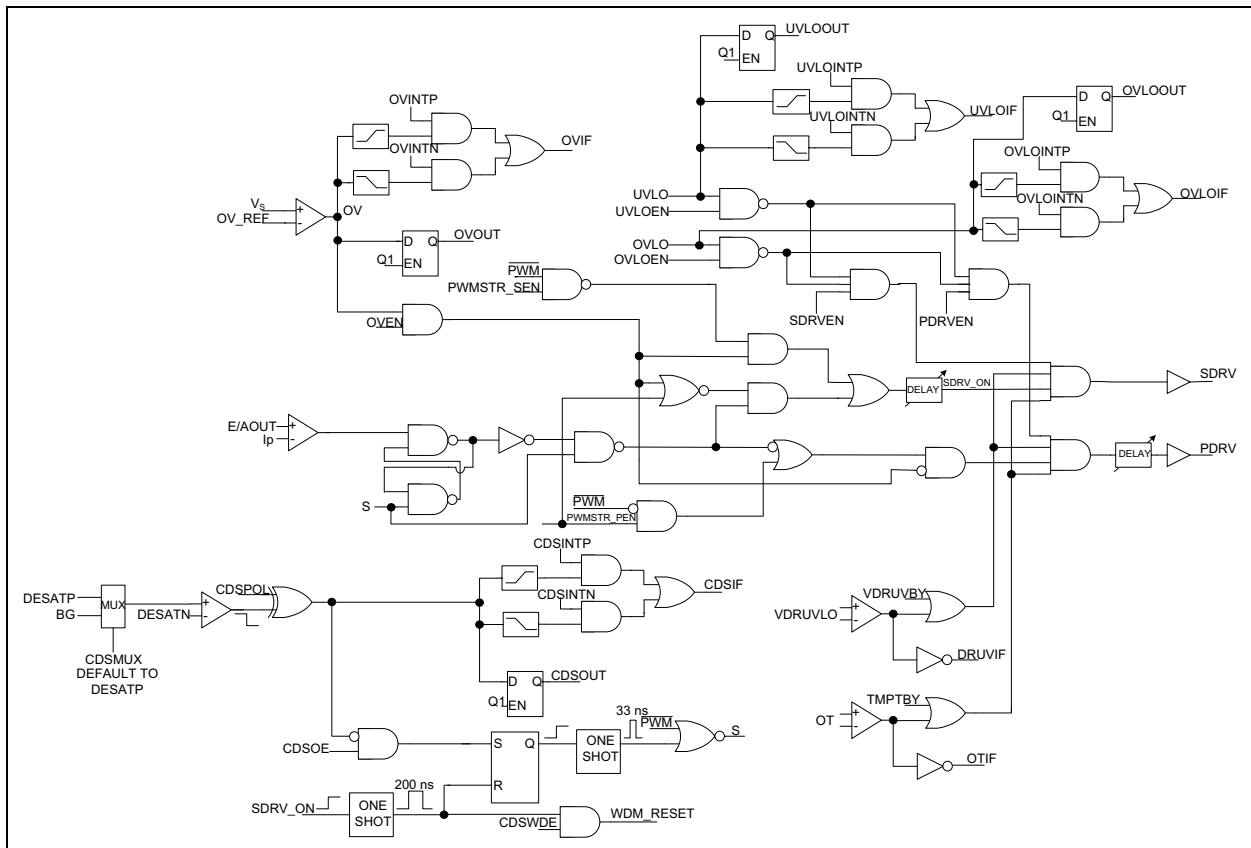 D Q UVLOOUT
Q1 EN
UVLOINTP
UVLOINTN
UVLOIF
D Q OVLOOUT
Q1 EN
OVLOINTP
OVLOINTN
OVLOIF
OVINTP
OVINTN
OVIF
VS
OV_REF
+
-
OV
D Q OVOUT
Q1 EN
OVEN
UVLO
UVLOEN
OVLO
OVLOEN
PWM
PWMSTR_SEN
SDRVEN
PDRVEN
DELAY
SDRV_ON
SDRV
E/AOUT
Ip
+
-
S
PWM
PWMSTR_PEN
DELAY
PDRV
CDSINTP
CDSINTN
CDSIF
DESATP
BG
MUX
DESATN
+
-
CDSPOL
CDSMUX
DEFAULT TO
DESATP
D Q CDSOUT
Q1 EN
VDRUVLO
+
-
VDRUVBY
DRUVIF
OT
+
-
TMPTBY
OTIF
CDSOE
S Q
R
ONE
SHOT
33 ns
PWM
S
SDRV_ON
ONE
SHOT
200 ns
CDSWDE
WDM_RESET